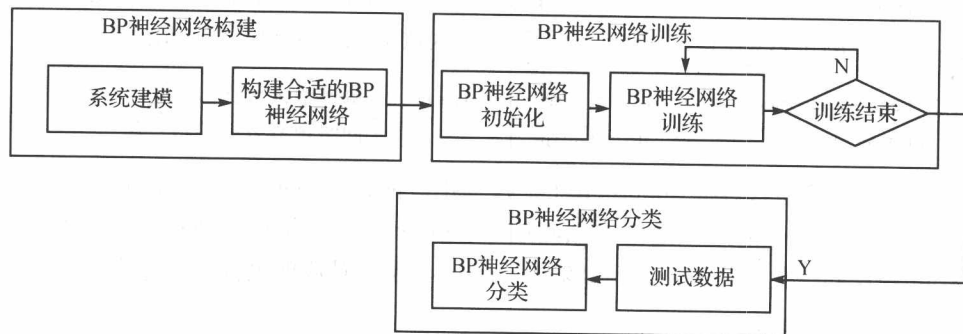 BP神经网络构建
系统建模
构建合适的BP
神经网络
BP神经网络训练
BP神经网络
初始化
BP神经网络
训练
N
训练结束
BP神经网络分类
BP神经网络
分类
测试数据
Y